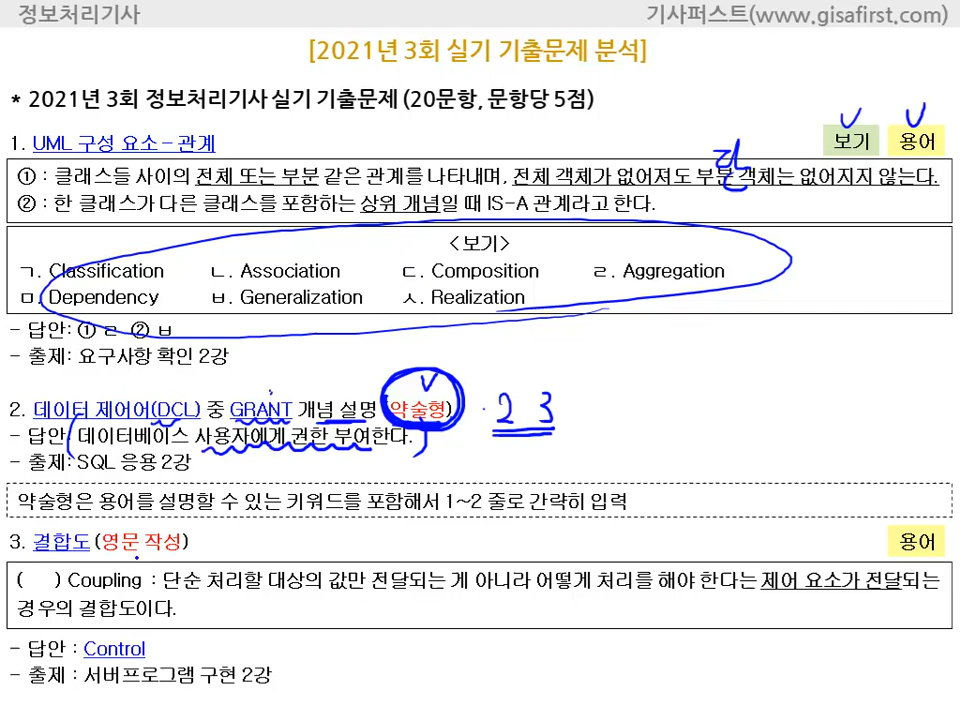 정보처리기사
기사퍼스트(www.gisafirst.com)
[2021년 3회 실기 기출문제 분석]
* 2021년 3회 정보처리기사 실기 기출문제 (20문항, 문항당 5점)
1. UML 구성 요소 – 관계
보기 용어
① : 클래스들 사이의 전체 또는 부분 같은 관계를 나타내며, 전체 객체가 없어져도 부분 객체는 없어지지 않는다.
② : 한 클래스가 다른 클래스를 포함하는 상위 개념일 때 IS-A 관계라고 한다.
<보기>
ㄱ. Classification ㄴ. Association ㄷ. Composition ㄹ. Aggregation
ㅁ. Dependency ㅂ. Generalization ㅅ. Realization
- 답안: ① ㄹ ② ㅂ
- 출제: 요구사항 확인 2강
2. 데이터 제어어(DCL) 중 GRANT 개념 설명 (약술형) 2 3
- 답안: 데이터베이스 사용자에게 권한 부여한다.
- 출제: SQL 응용 2강
약술형은 용어를 설명할 수 있는 키워드를 포함해서 1~2 줄로 간략히 입력
3. 결합도 (영문 작성)
용어
( ) Coupling : 단순 처리할 대상의 값만 전달되는 게 아니라 어떻게 처리를 해야 한다는 제어 요소가 전달되는
경우의 결합도이다.
- 답안 : Control
- 출제 : 서버프로그램 구현 2강